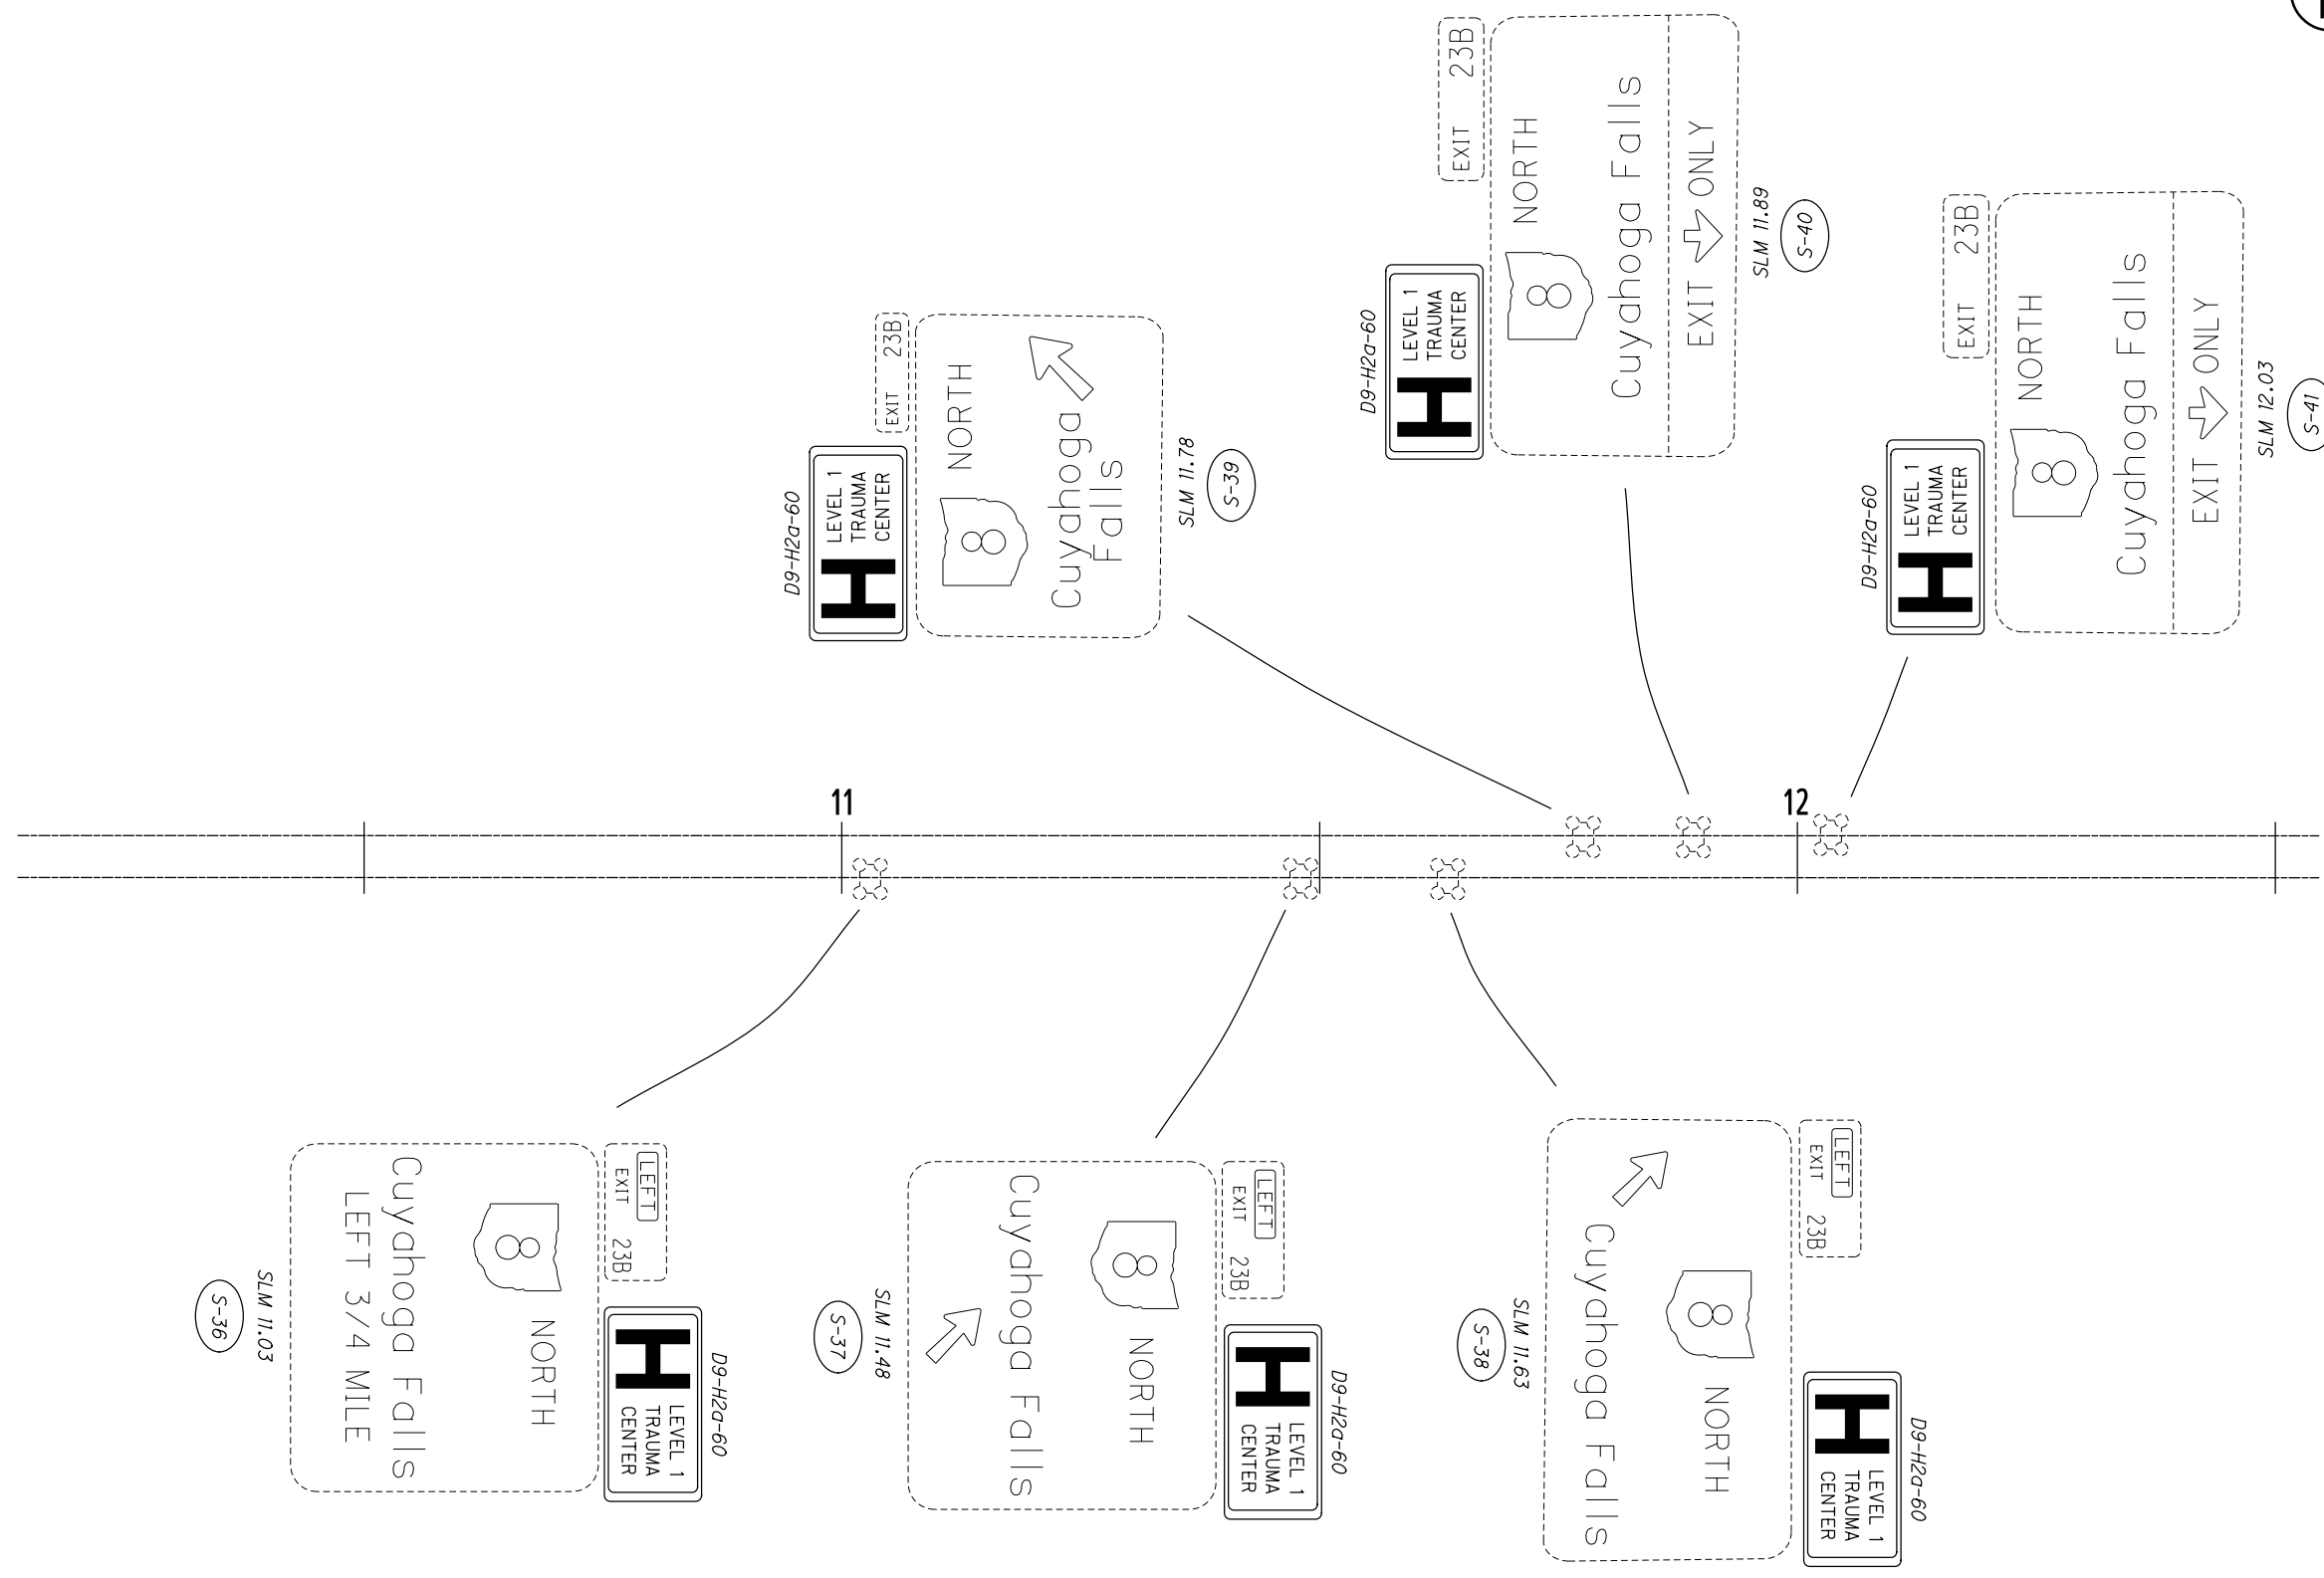 D9-H2a-60
H
LEVEL 1
TRAUMA
CENTER
EXIT 23B
8 NORTH
Cuyahoga
Falls
SLM 11.78
S-39
D9-H2a-60
H
LEVEL 1
TRAUMA
CENTER
EXIT 23B
8 NORTH
Cuyahoga Falls
EXIT ONLY
SLM 11.89
S-40
D9-H2a-60
H
LEVEL 1
TRAUMA
CENTER
EXIT 23B
8 NORTH
Cuyahoga Falls
EXIT ONLY
SLM 12.03
S-41
11
12
D9-H2a-60
LEFT
EXIT 23B
H
LEVEL 1
TRAUMA
CENTER
8 NORTH
Cuyahoga Falls
LEFT 3/4 MILE
SLM 11.03
S-36
D9-H2a-60
LEFT
EXIT 23B
H
LEVEL 1
TRAUMA
CENTER
8 NORTH
Cuyahoga Falls
SLM 11.48
S-37
D9-H2a-60
LEFT
EXIT 23B
H
LEVEL 1
TRAUMA
CENTER
8 NORTH
Cuyahoga Falls
SLM 11.63
S-38